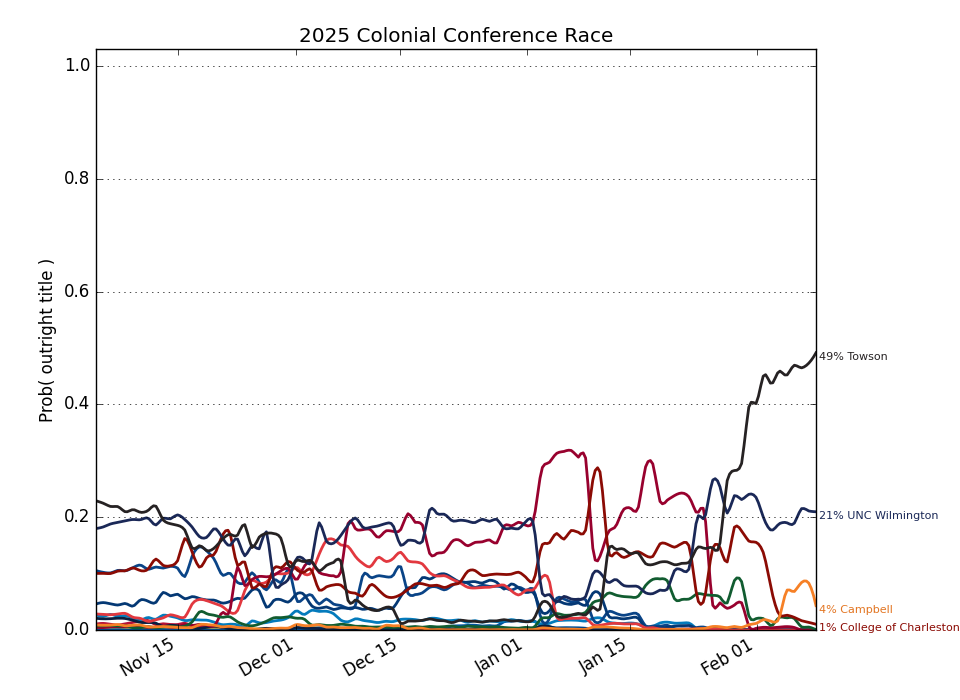 2025 Colonial Conference Race
Prob( outright title )
1.0
0.8
0.6
0.4
0.2
0.0
49% Towson
21% UNC Wilmington
4% Campbell
1% College of Charleston
Nov 15
Dec 01
Dec 15
Jan 01
Jan 15
Feb 01